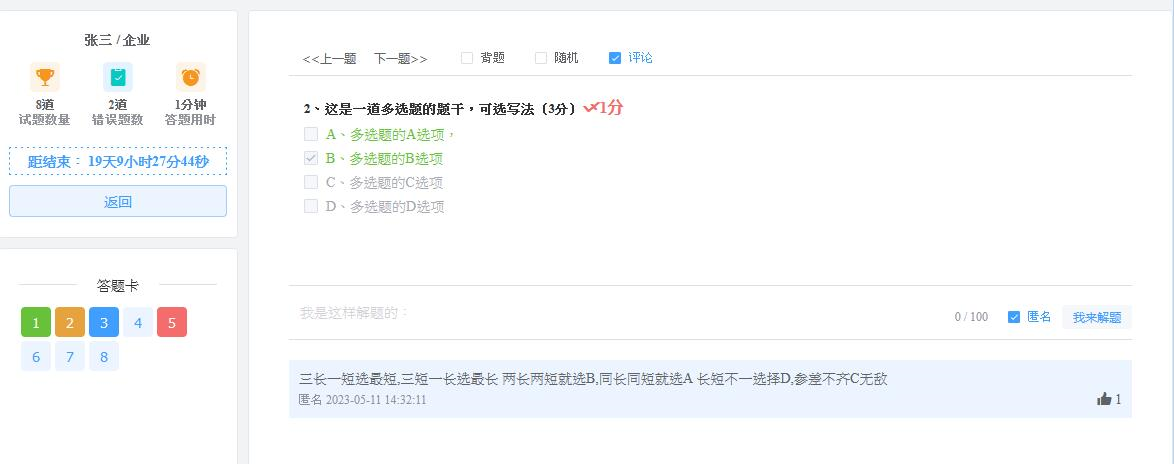 张三 / 企业
8道 2道 1分钟
试题数量 错误题数 答题用时
距结束： 19天9小时27分44秒
返回
答题卡
1 2 3 4 5
6 7 8
<<上一题 下一题>> 背题 随机 评论
2、这是一道多选题的题干，可选写法（3分） 1分
A、多选题的A选项，
B、多选题的B选项
C、多选题的C选项
D、多选题的D选项
我是这样解题的：
0 / 100 匿名 我来解题
三长一短选最短,三短一长选最长 两长两短就选B,同长同短就选A 长短不一选择D,参差不齐C无敌
匿名 2023-05-11 14:32:11
1